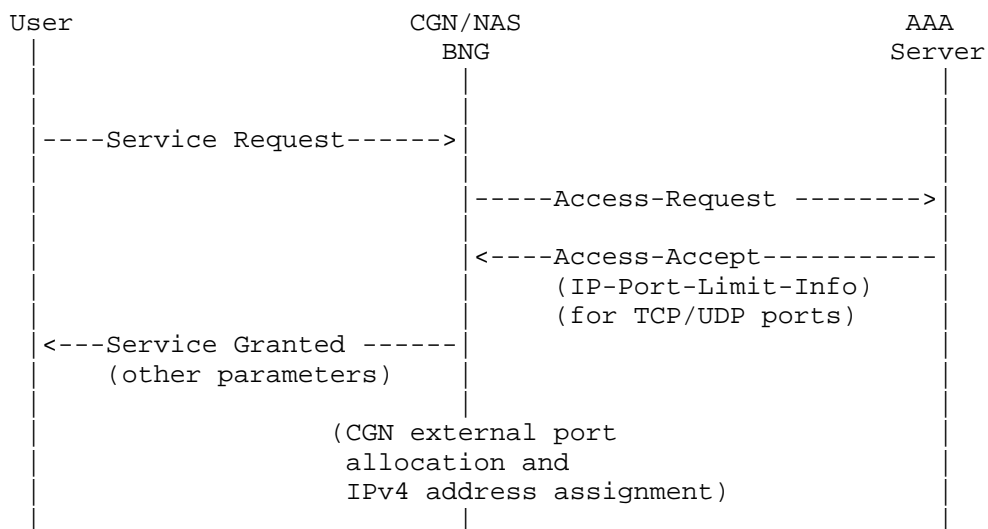 User CGN/NAS AAA
BNG Server
----Service Request------>
-----Access-Request -------->
<----Access-Accept-----------
(IP-Port-Limit-Info)
(for TCP/UDP ports)
<---Service Granted ------
(other parameters)
(CGN external port
allocation and
IPv4 address assignment)